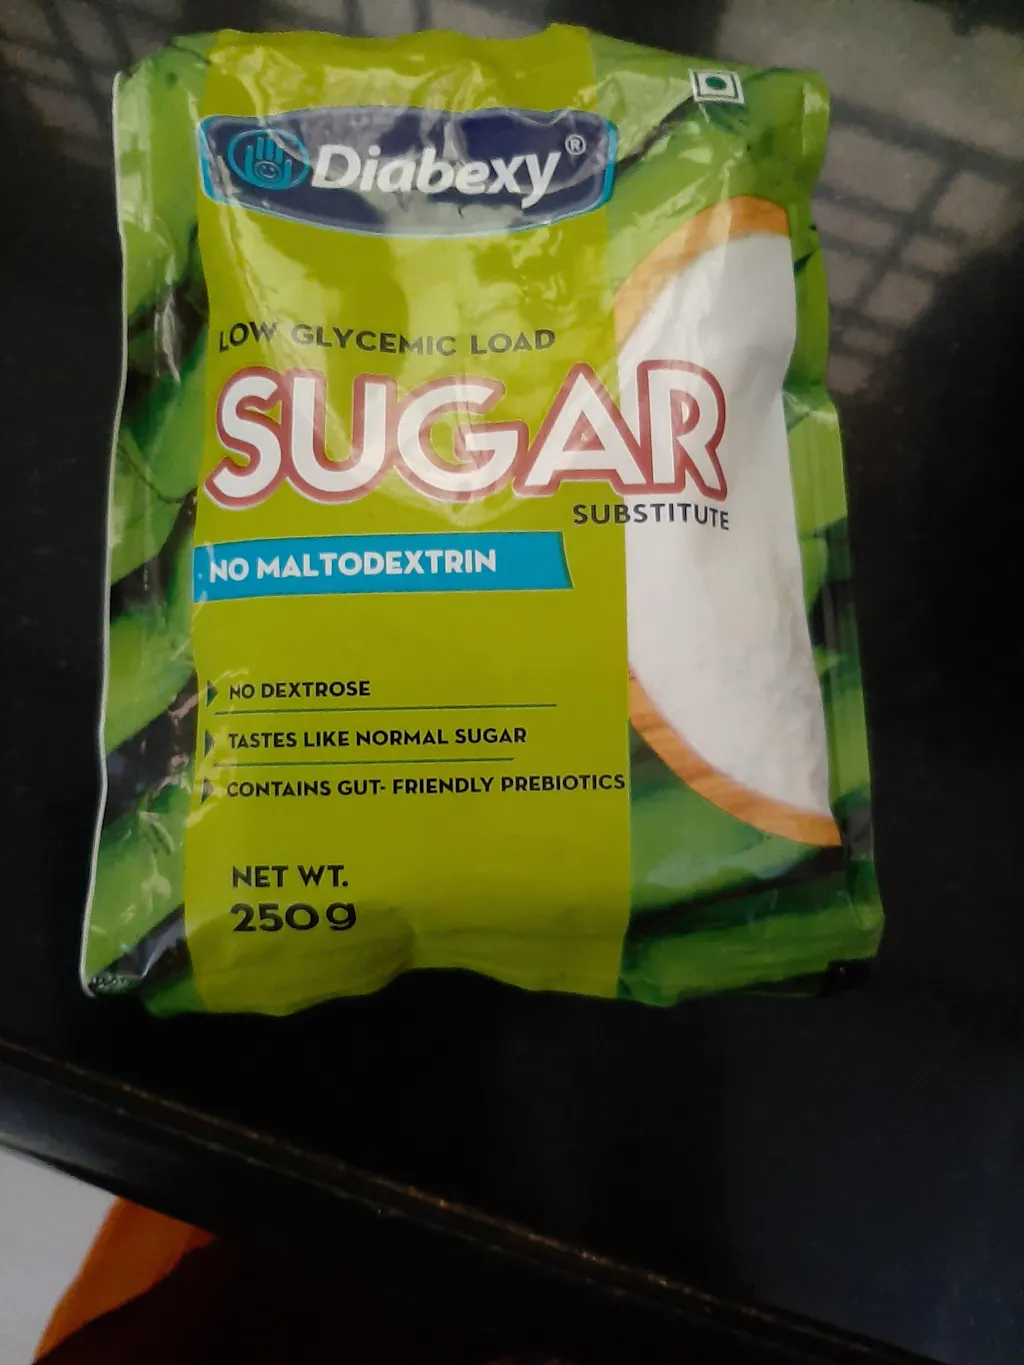 Diabexy®
LOW GLYCEMIC LOAD
SUGAR
SUBSTITUTE
NO MALTODEXTRIN
NO DEXTROSE
TASTES LIKE NORMAL SUGAR
CONTAINS GUT- FRIENDLY PREBIOTICS
NET WT.
250g